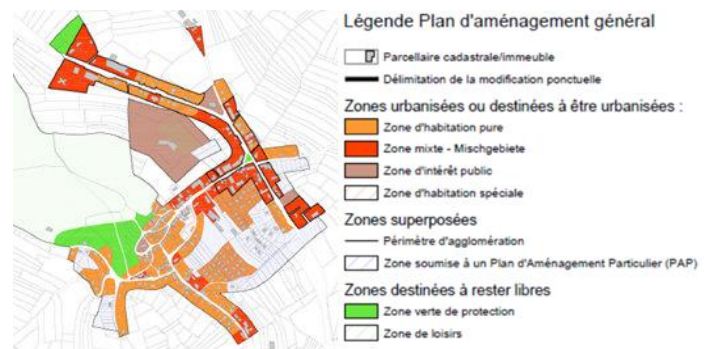 Légende Plan d'aménagement général
Parcellaire cadastrale/immeuble
Délimitation de la modification ponctuelle
Zones urbanisées ou destinées à être urbanisées :
Zone d'habitation pure
Zone mixte - Mischgebiete
Zone d'intérêt public
Zone d'habitation spéciale
Zones superposées
Périmètre d'agglomération
Zone soumise à un Plan d'Aménagement Particulier (PAP)
Zones destinées à rester libres
Zone verte de protection
Zone de loisirs